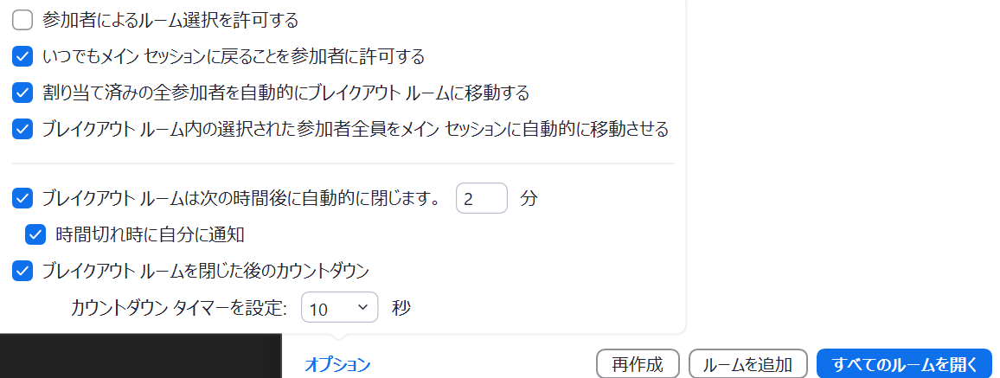 参加者によるルーム選択を許可する
いつでもメイン セッションに戻ることを参加者に許可する
割り当て済みの全参加者を自動的にブレイクアウト ルームに移動する
ブレイクアウト ルーム内の選択された参加者全員をメイン セッションに自動的に移動させる
ブレイクアウト ルームは次の時間後に自動的に閉じます。 2 分
時間切れ時に自分に通知
ブレイクアウト ルームを閉じた後のカウントダウン
カウントダウン タイマーを設定: 10 秒
オプション 再作成 ルームを追加 すべてのルームを開く